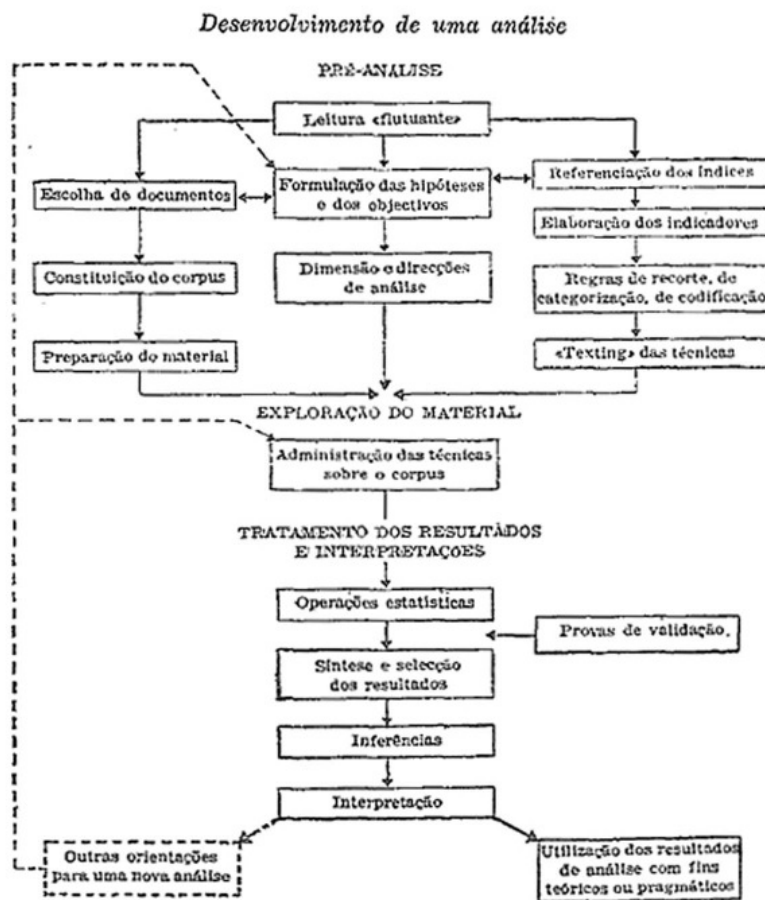 Desenvolvimento de uma análise
PRÉ-ANÁLISE
Leitura «flutuante»
Escolha de documentos
Formulação das hipóteses
e dos objectivos
Referenciação dos índices
Elaboração dos indicadores
Constituição do corpus
Dimensão e direcções
de análise
Regras de recorte, de
categorização, de codificação
Preparação do material
«Texting» das técnicas
EXPLORAÇÃO DO MATERIAL
Administração das técnicas
sobre o corpus
TRATAMENTO DOS RESULTADOS
E INTERPRETAÇÕES
Operações estatísticas
Provas de validação.
Síntese e selecção
dos resultados
Inferências
Interpretação
Outras orientações
para uma nova análise
Utilização dos resultados
de análise com fins
teóricos ou pragmáticos